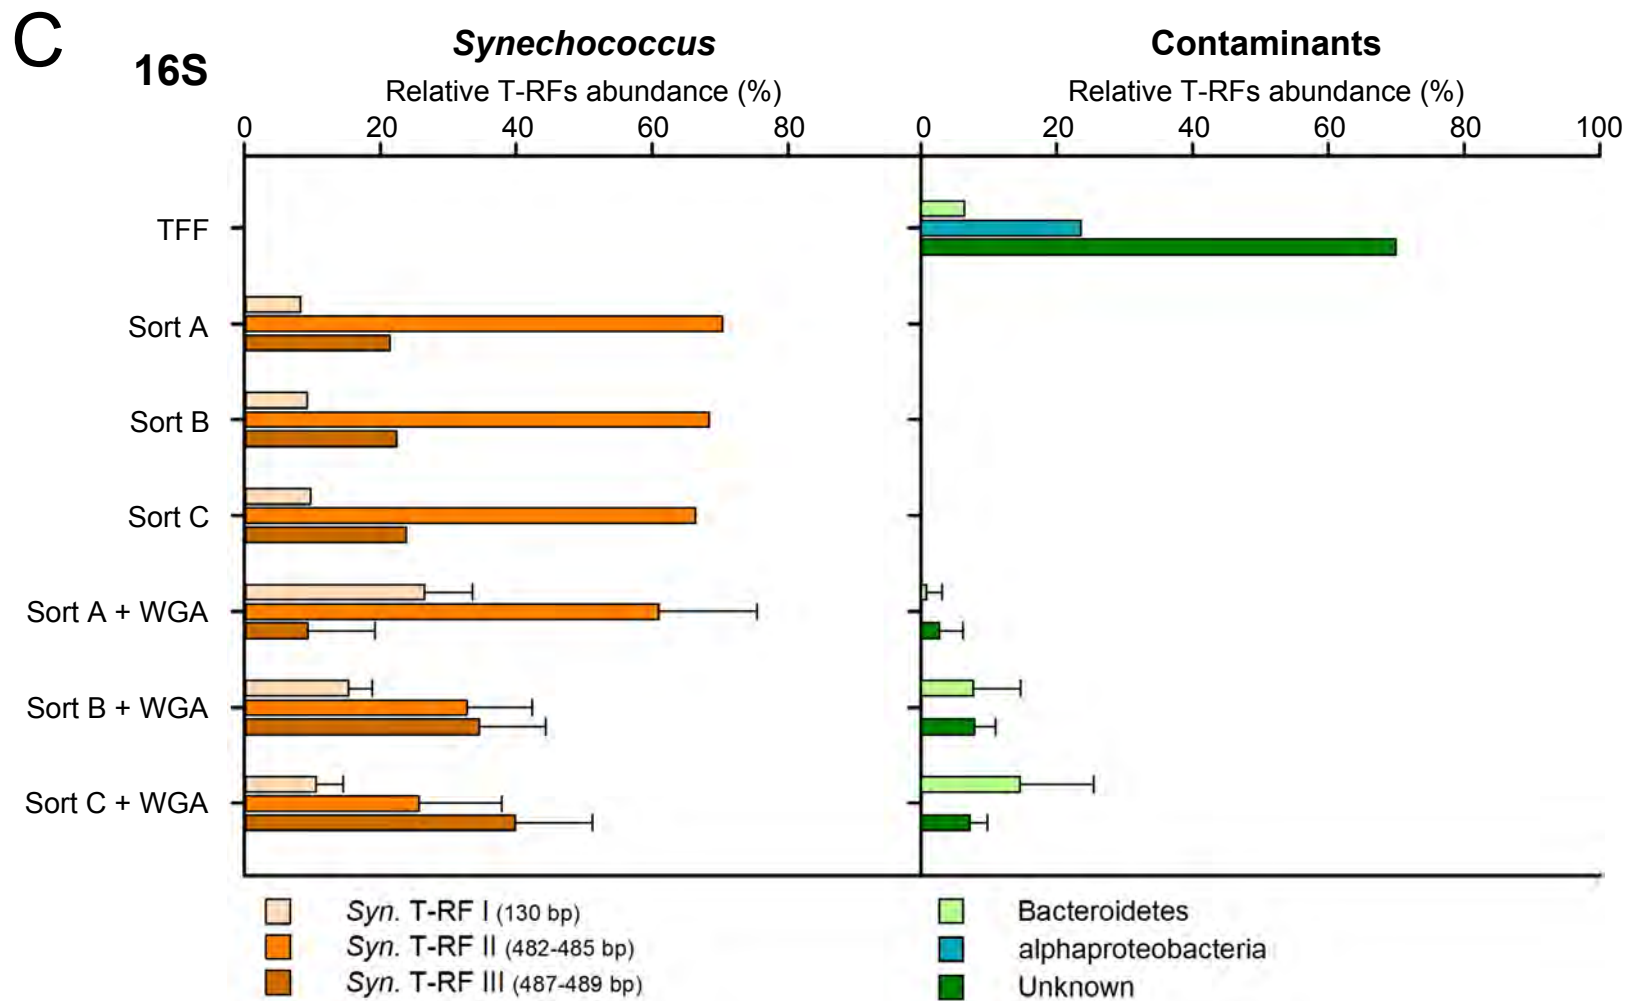 C
16S
Synechococcus
Contaminants
Relative T-RFs abundance (%)
Relative T-RFs abundance (%)
0 20 40 60 80
0 20 40 60 80 100
TFF
Sort A
Sort B
Sort C
Sort A + WGA
Sort B + WGA
Sort C + WGA
Syn. T-RF I (130 bp)
Syn. T-RF II (482-485 bp)
Syn. T-RF III (487-489 bp)
Bacteroidetes
alphaproteobacteria
Unknown